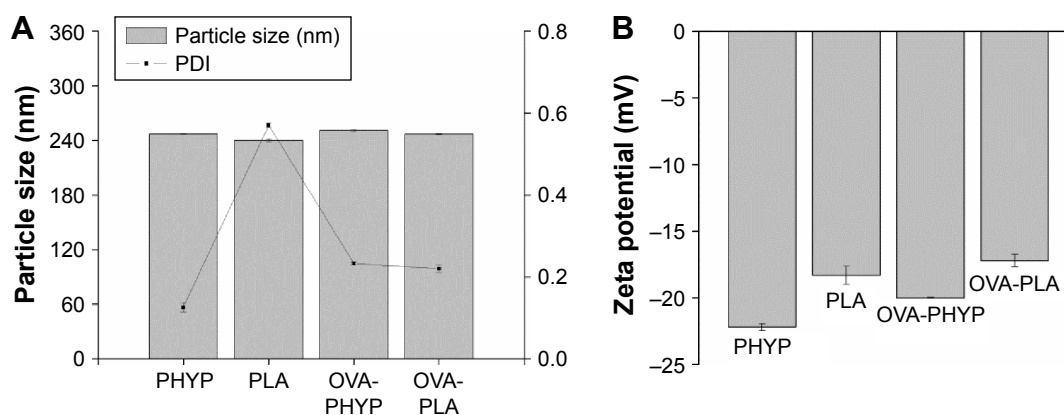 A
Particle size (nm)
360
300
240
180
120
60
0
Particle size (nm)
PDI
0.8
0.6
0.4
0.2
0.0
PHYP
PLA
OVA-
PHYP
OVA-
PLA
B
Zeta potential (mV)
0
–5
–10
–15
–20
–25
PHYP
PLA
OVA-PHYP
OVA-PLA